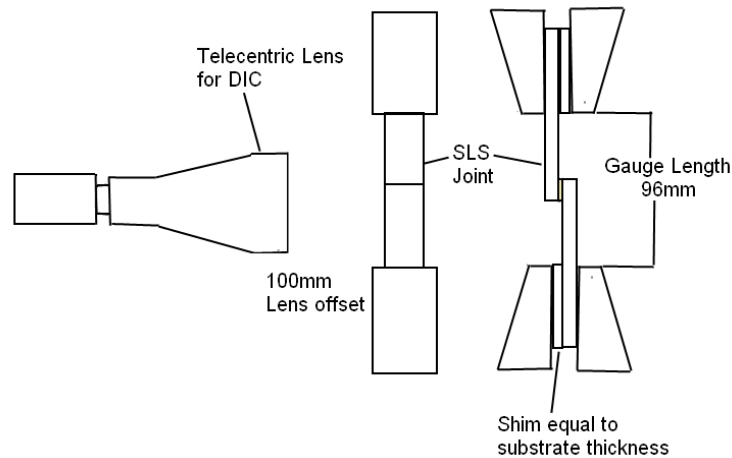 Telecentric Lens
for DIC
SLS
Joint
Gauge Length
96mm
100mm
Lens offset
Shim equal to
substrate thickness